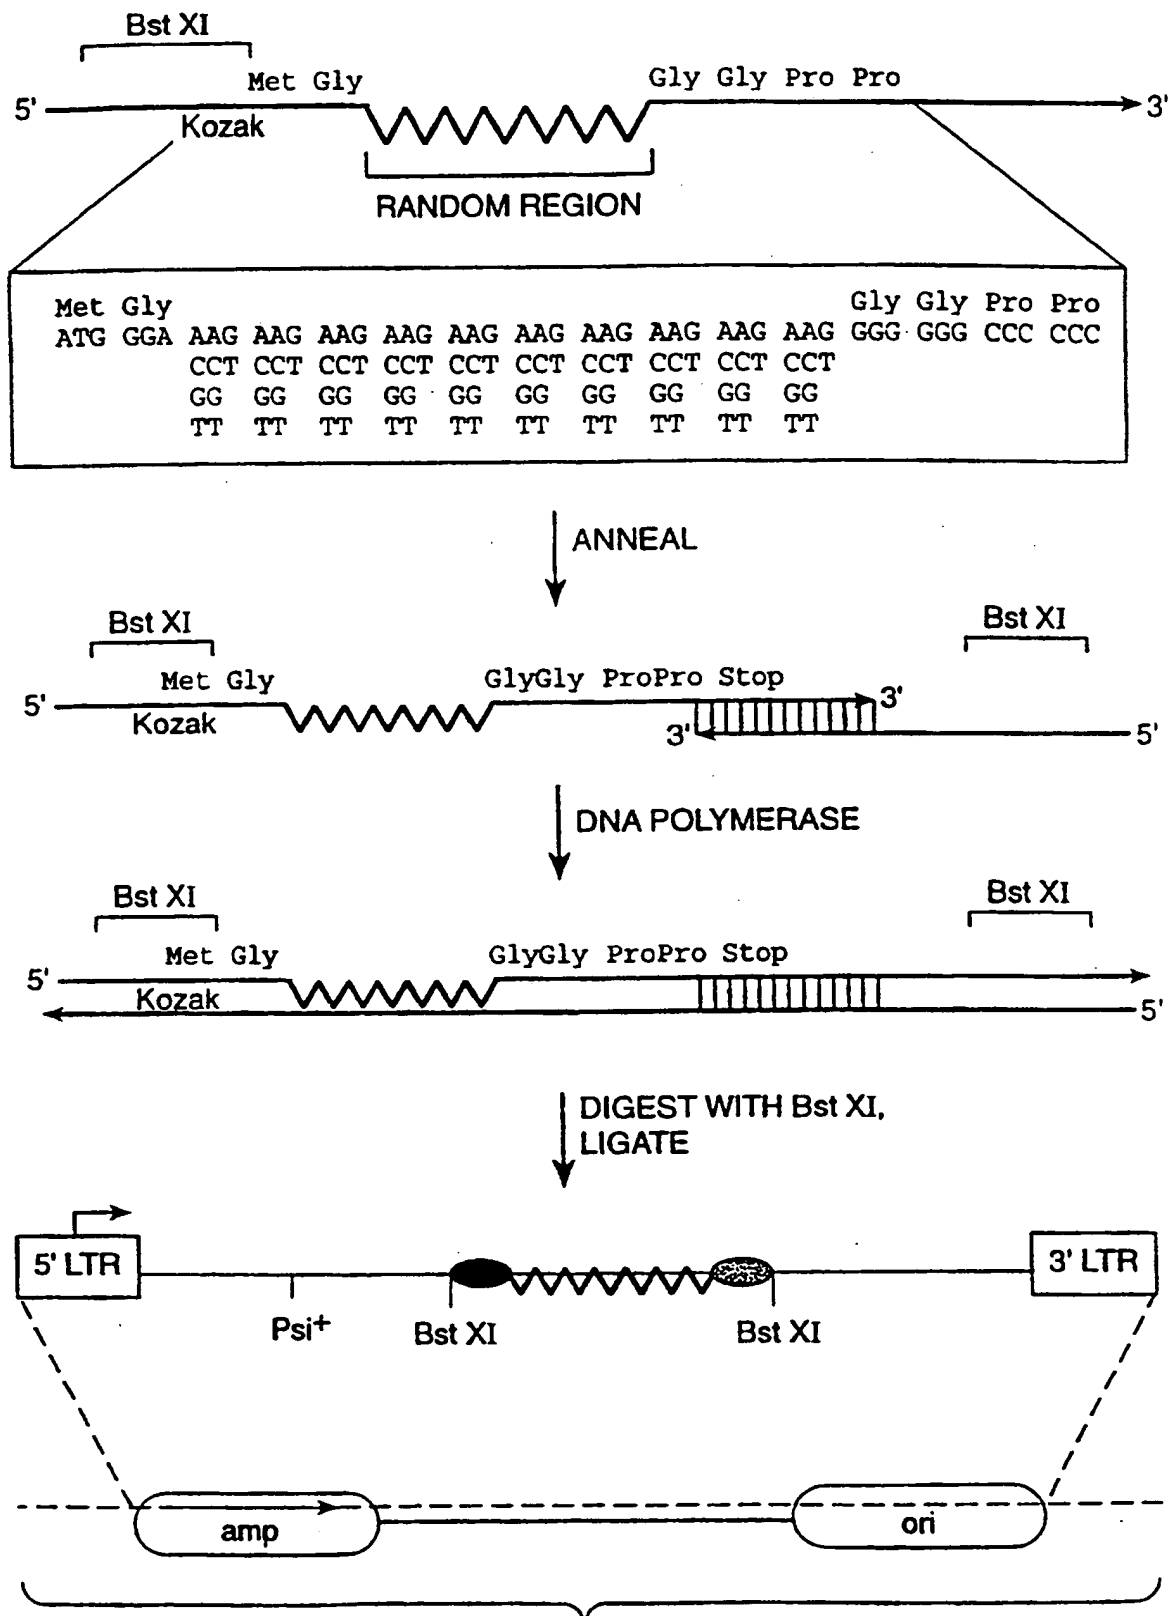 Bst XI
Met Gly
Gly Gly Pro Pro
5'
3'
Kozak
RANDOM REGION
Met Gly Gly Gly Pro Pro
ATG GGA AAG AAG AAG AAG AAG AAG AAG AAG AAG AAG GGG GGG CCC CCC
CCT CCT CCT CCT CCT CCT CCT CCT CCT CCT
GG GG GG GG GG GG GG GG GG GG
TT TT TT TT TT TT TT TT TT TT
ANNEAL
Bst XI
Bst XI
Met Gly
GlyGly ProPro Stop
5'
3'
Kozak
3'
5'
DNA POLYMERASE
Bst XI
Bst XI
Met Gly
GlyGly ProPro Stop
5'
Kozak
5'
DIGEST WITH Bst XI,
LIGATE
5' LTR
3' LTR
Psi+
Bst XI
Bst XI
amp
ori